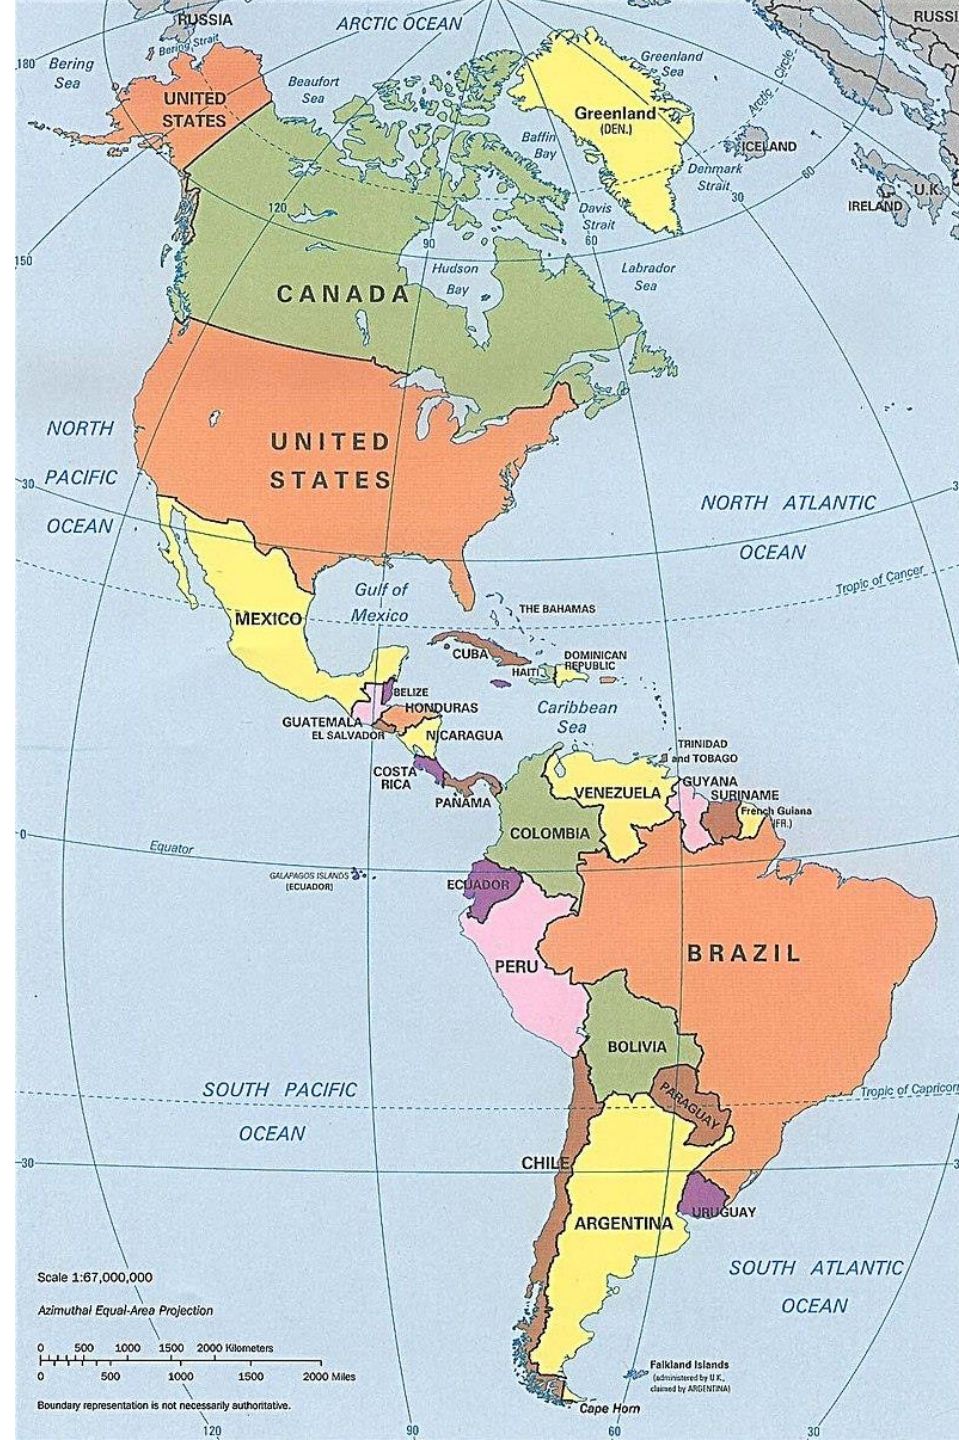 RUSSIA
ARCTIC OCEAN
RUSSI
Bering Strait
180
Bering
Sea
Beaufort
Sea
Greenland
Sea
Arctic Circle
UNITED
STATES
Greenland
(DEN.)
Baffin
Bay
ICELAND
Denmark
Strait
60
U.K.
IRELAND
30
120
Davis
Strait
60
90
150
Hudson
Bay
Labrador
Sea
CANADA
NORTH
PACIFIC
OCEAN
UNITED
STATES
30
3
NORTH ATLANTIC
OCEAN
Tropic of Cancer
Gulf of
Mexico
MEXICO
THE BAHAMAS
CUBA
HAITI
DOMINICAN
REPUBLIC
BELIZE
HONDURAS
GUATEMALA
EL SALVADOR
NICARAGUA
Caribbean
Sea
COSTA
RICA
PANAMA
TRINIDAD
and TOBAGO
VENEZUELA
GUYANA
SURINAME
French Guiana
(FR.)
COLOMBIA
0
Equator
GALAPAGOS ISLANDS
(ECUADOR)
ECUADOR
PERU
BRAZIL
BOLIVIA
PARAGUAY
SOUTH PACIFIC
OCEAN
Tropic of Capricorn
30
3
CHILE
ARGENTINA
URUGUAY
SOUTH ATLANTIC
OCEAN
Scale 1:67,000,000
Azimuthal Equal-Area Projection
0 500 1000 1500 2000 Kilometers
0 500 1000 1500 2000 Miles
Boundary representation is not necessarily authoritative.
Falkland Islands
(administered by U.K.,
claimed by ARGENTINA)
Cape Horn
120
90
60
30